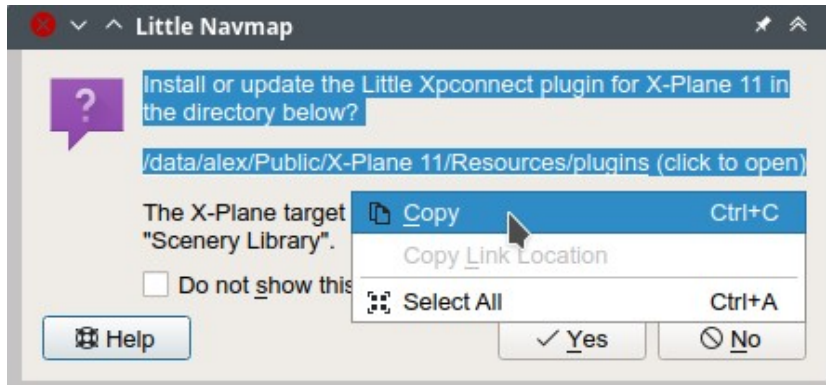 Little Navmap
Install or update the Little Xpconnect plugin for X-Plane 11 in
the directory below?
/data/alex/Public/X-Plane 11/Resources/plugins (click to open)
The X-Plane target
"Scenery Library".
Do not show this
Copy Ctrl+C
Copy Link Location
Select All Ctrl+A
Help
Yes
No